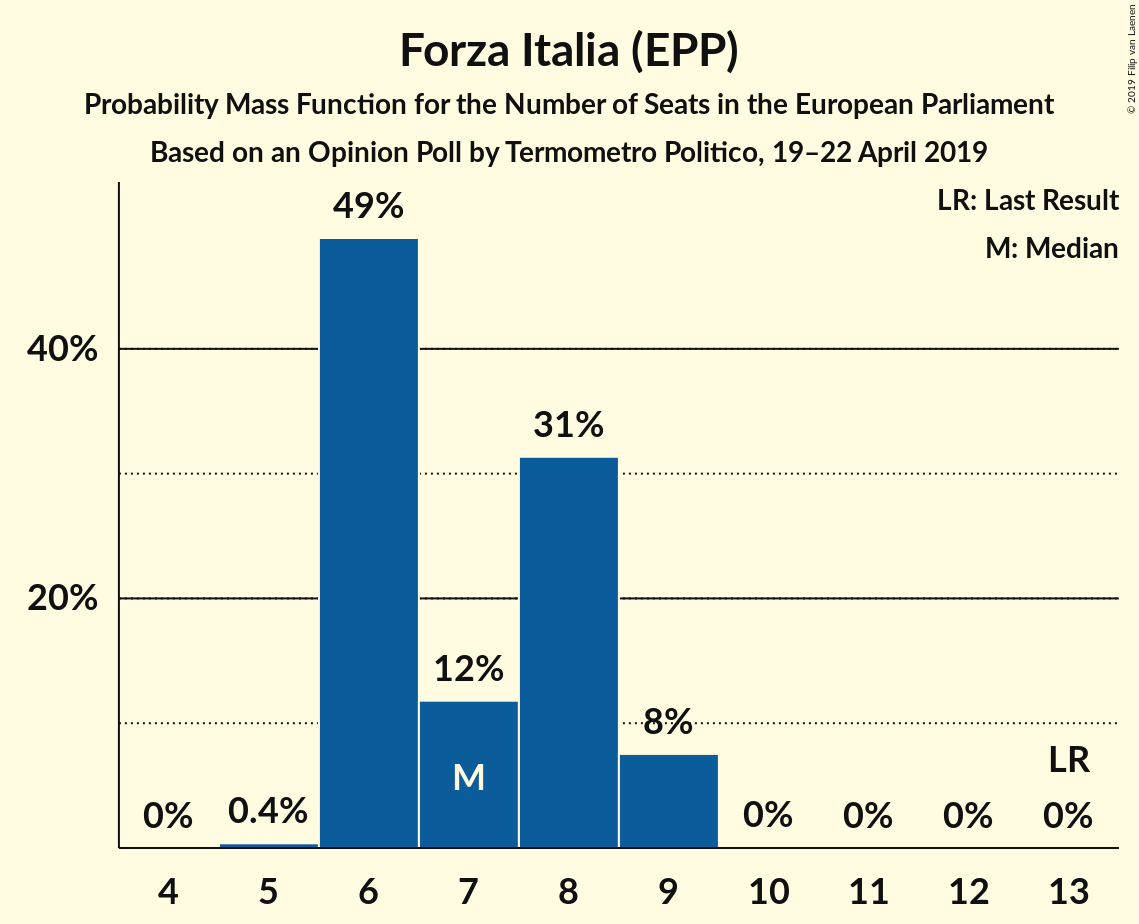 Forza Italia (EPP)
Probability Mass Function for the Number of Seats in the European Parliament
Based on an Opinion Poll by Termometro Politico, 19–22 April 2019
© 2019 Filip van Laenen
LR: Last Result
M: Median
49%
40%
31%
20%
12%
8%
M
LR
0%
0.4%
0%
0%
0%
0%
4 5 6 7 8 9 10 11 12 13